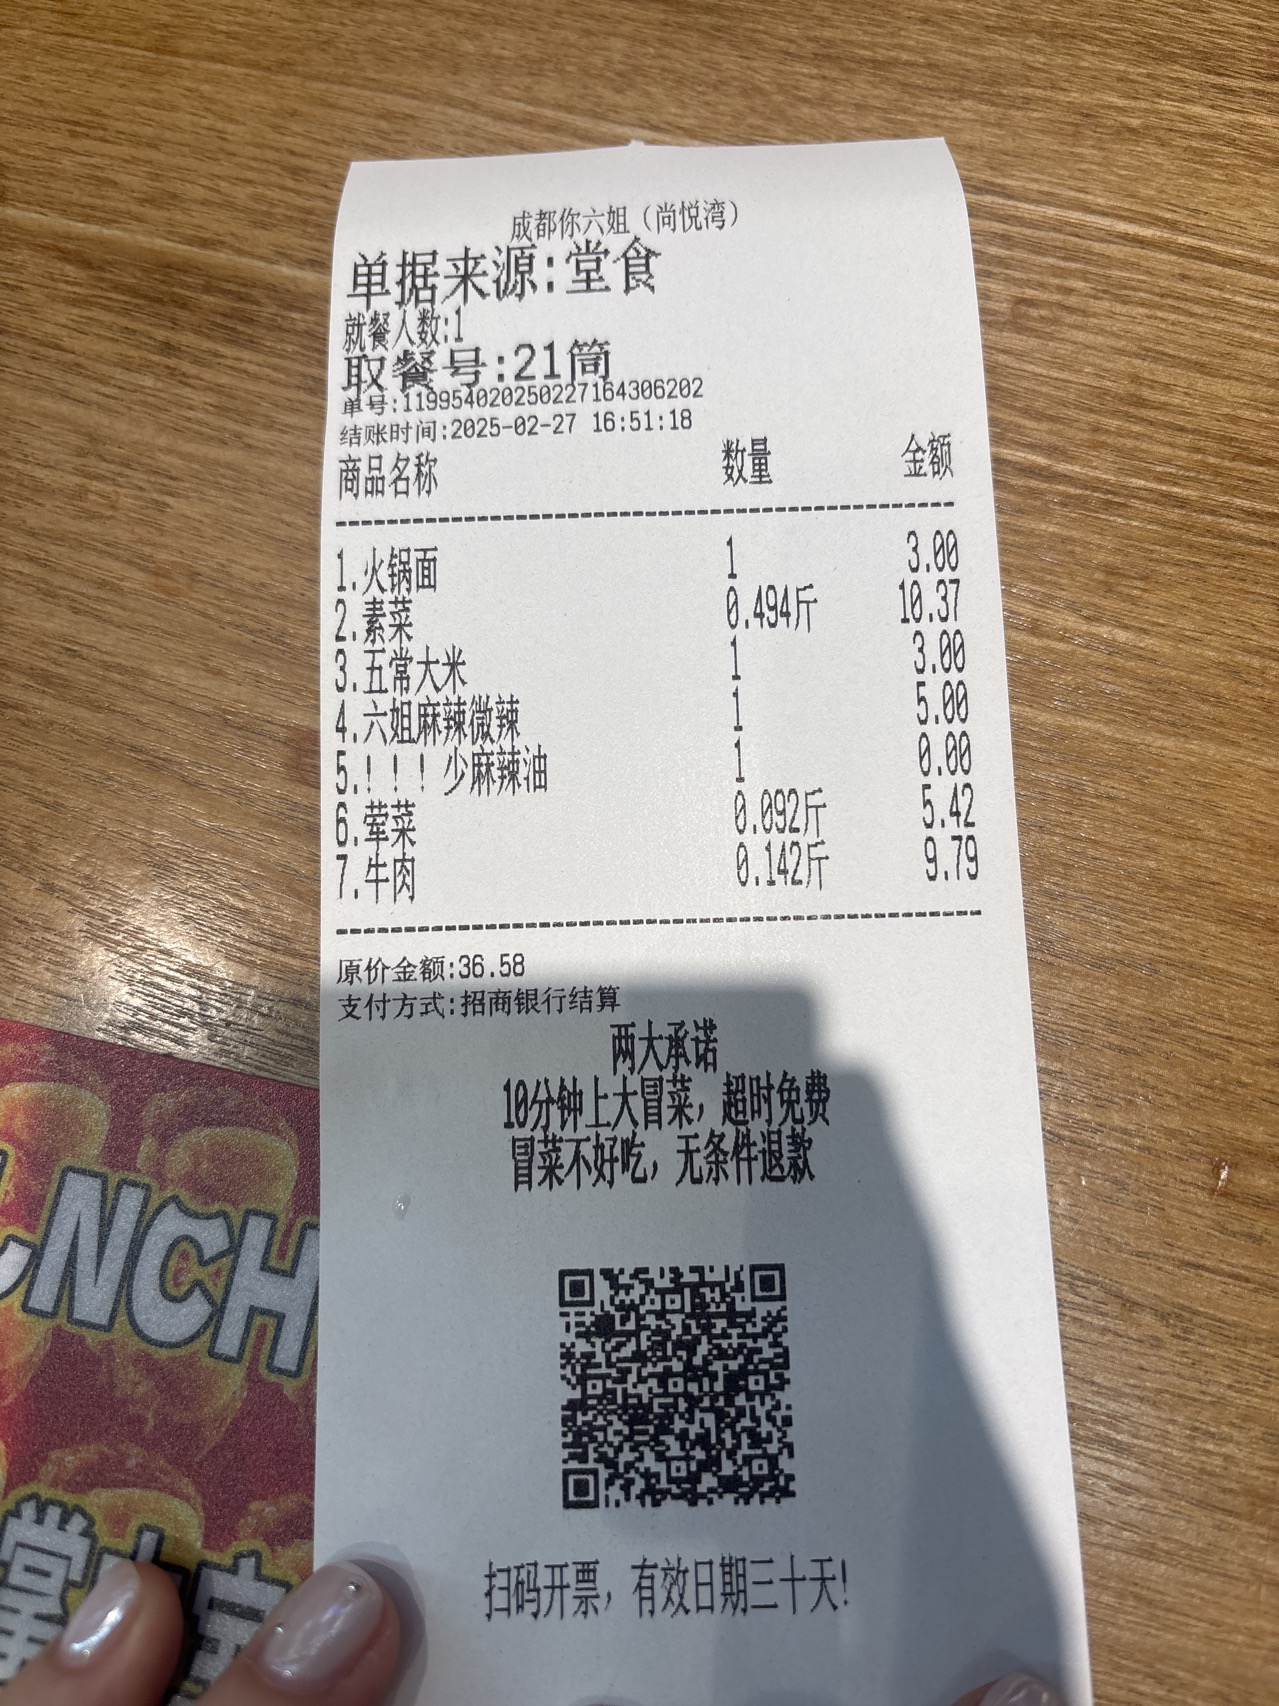 成都你六姐（尚悦湾）
单据来源:堂食
就餐人数:1
取餐号:21筒
单号:1199540202502271643062​02
结账时间:2025-02-27 16:51:18
商品名称 数量 金额
1.火锅面 1 3.00
2.素菜 0.494斤 10.37
3.五常大米 1 3.00
4.六姐麻辣微辣 1 5.00
5.！！！少麻辣油 1 0.00
6.荤菜 0.092斤 5.42
7.牛肉 0.142斤 9.79
原价金额:36.58
支付方式:招商银行结算
两大承诺
10分钟上大冒菜，超时免费
冒菜不好吃，无条件退款
扫码开票，有效日期三十天!
NCH